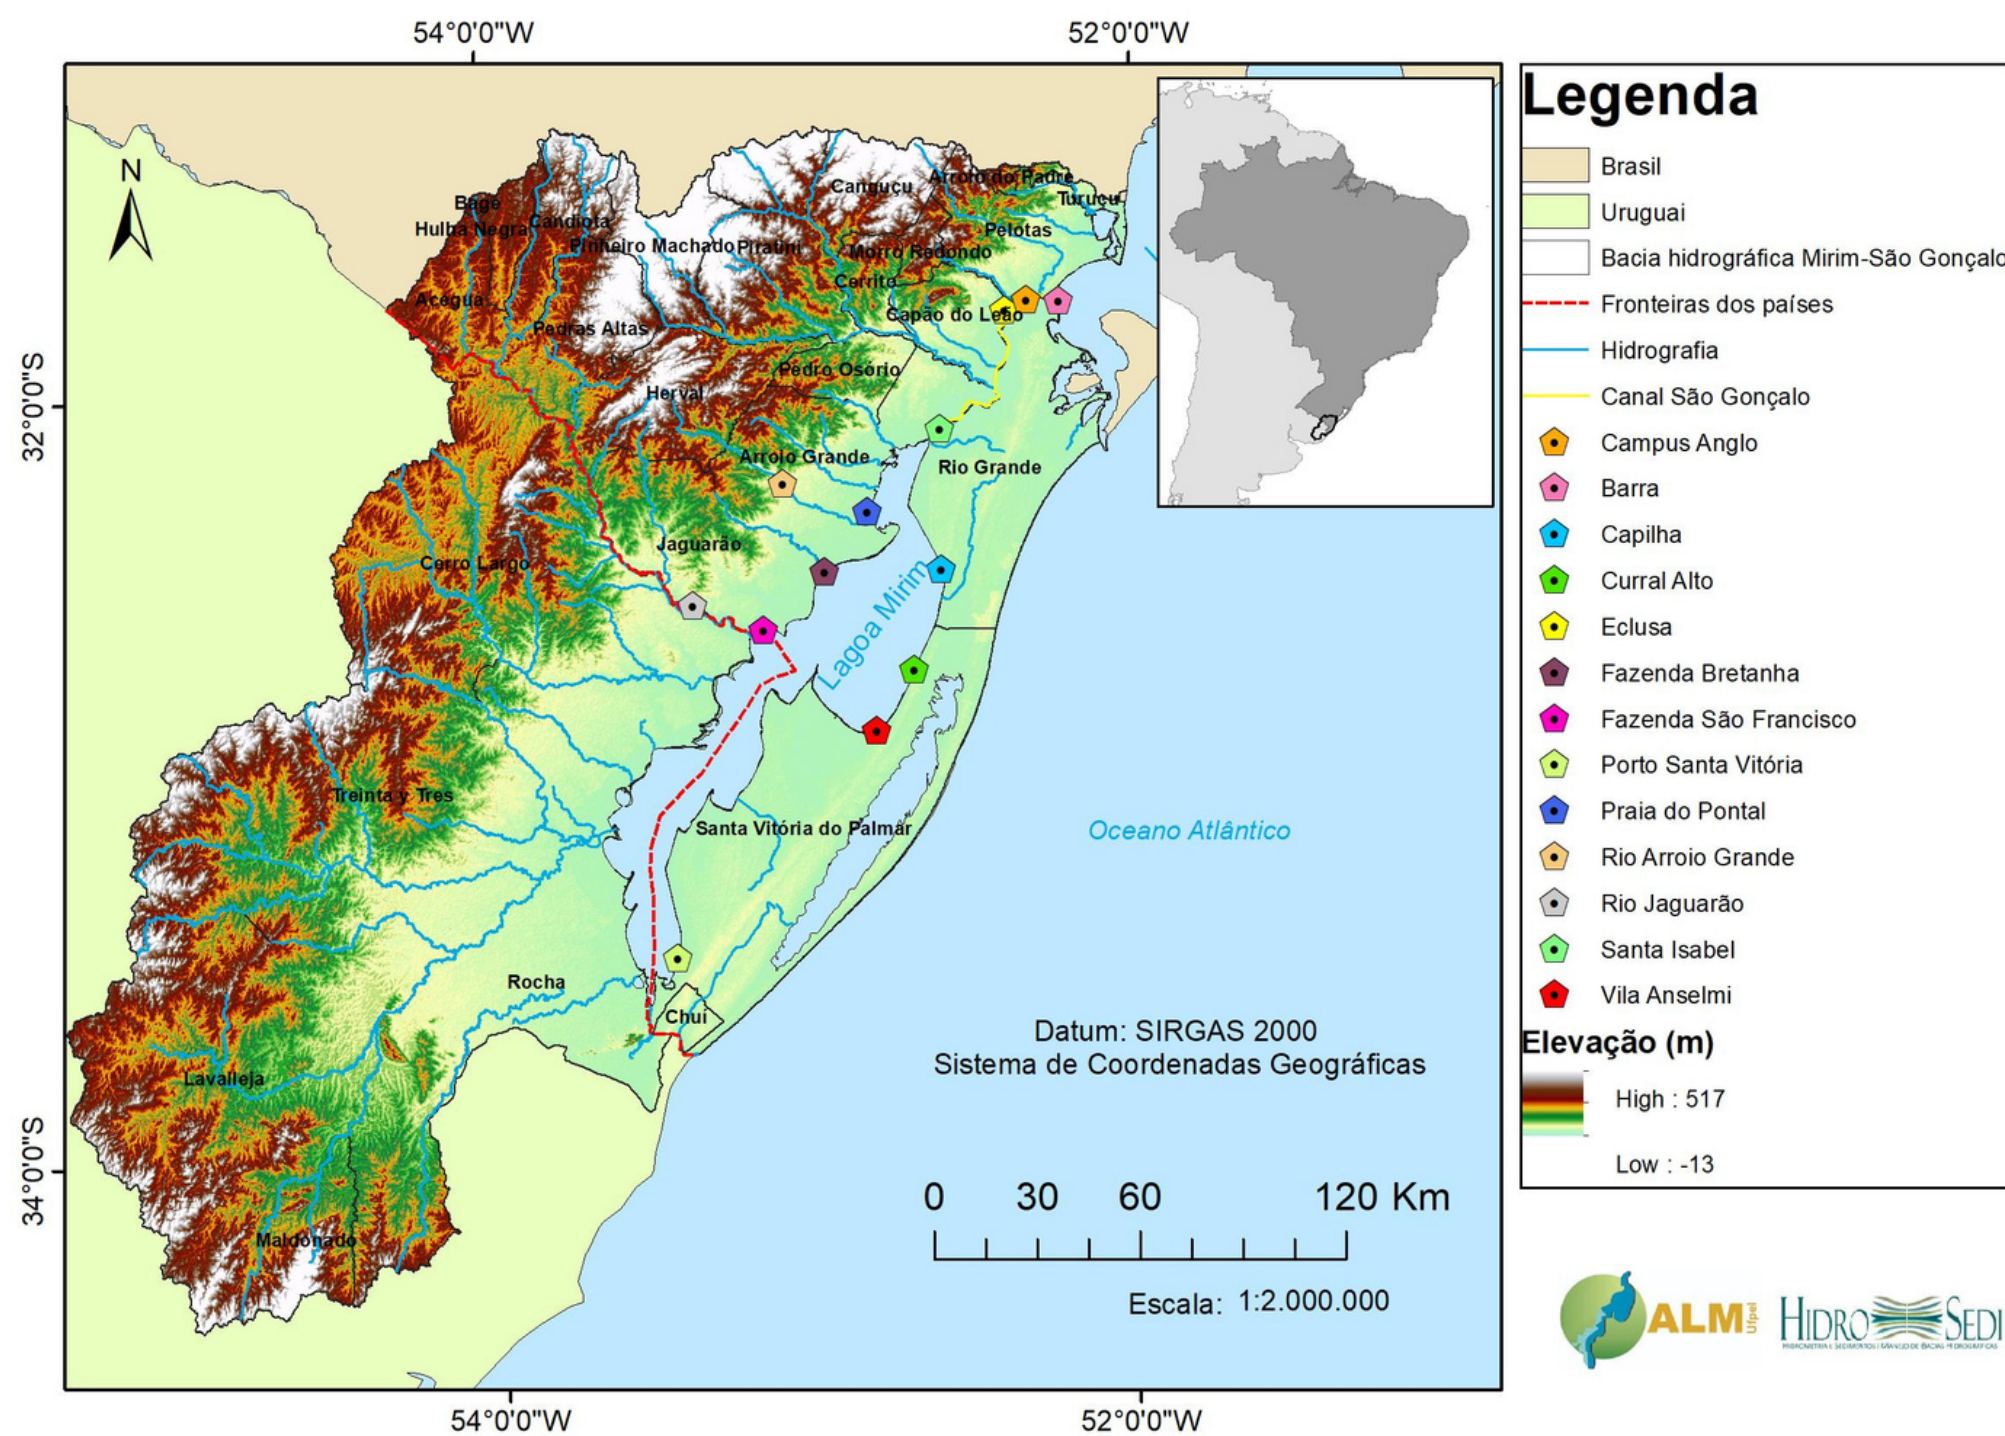 54°0'0"W
52°0'0"W
N
32°0'0"S
34°0'0"S
Bagé
Hulha Negra
Candiota
Aceguá
Pinheiro Machado
Piratini
Canguçu
Arroio do Padre
Turuçu
Pelotas
Morro Redondo
Cerrito
Capão do Leão
Pedras Altas
Pedro Osório
Herval
Arroio Grande
Rio Grande
Jaguarão
Cerro Largo
Lagoa Mirim
Treinta y Tres
Santa Vitória do Palmar
Oceano Atlântico
Rocha
Chuí
Lavalleja
Maldonado
Datum: SIRGAS 2000
Sistema de Coordenadas Geográficas
0 30 60 120 Km
Escala: 1:2.000.000
54°0'0"W
52°0'0"W
Legenda
Brasil
Uruguai
Bacia hidrográfica Mirim-São Gonçalo
Fronteiras dos países
Hidrografia
Canal São Gonçalo
Campus Anglo
Barra
Capilha
Curral Alto
Eclusa
Fazenda Bretanha
Fazenda São Francisco
Porto Santa Vitória
Praia do Pontal
Rio Arroio Grande
Rio Jaguarão
Santa Isabel
Vila Anselmi
Elevação (m)
High : 517
Low : -13
ALM Ufpel
HIDROSEDI